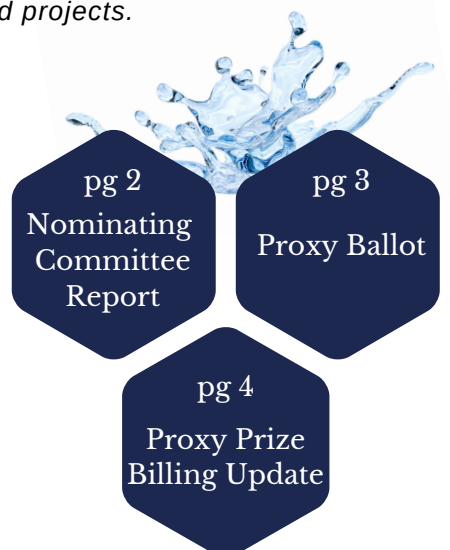 d projects.
pg 2
Nominating
Committee
Report
pg 3
Proxy Ballot
pg 4
Proxy Prize
Billing Update